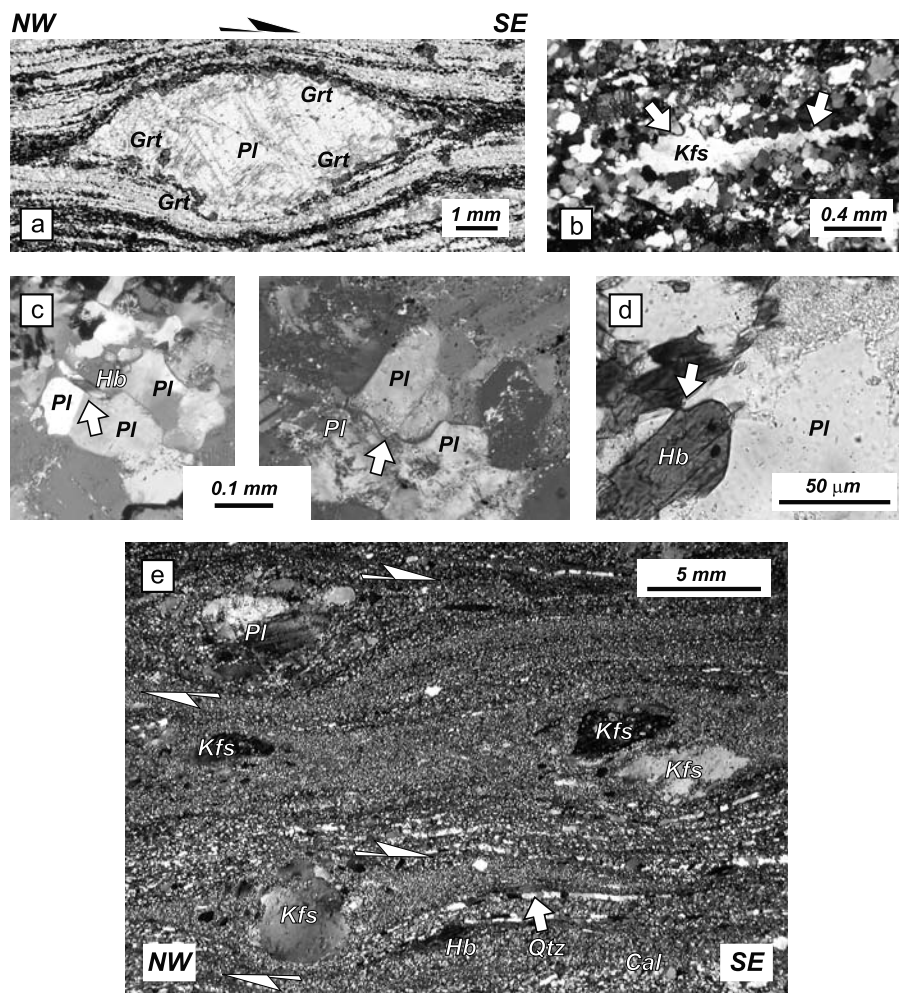 NW SE
Grt
Grt Pl Grt
Grt
a 1 mm
Kfs
b 0.4 mm
c
Hb
Pl Pl
Pl
0.1 mm
Pl
Pl Pl
d
Pl
Hb
50 μm
e 5 mm
Pl
Kfs Kfs
Kfs
Kfs
Hb Qtz Cal
NW SE